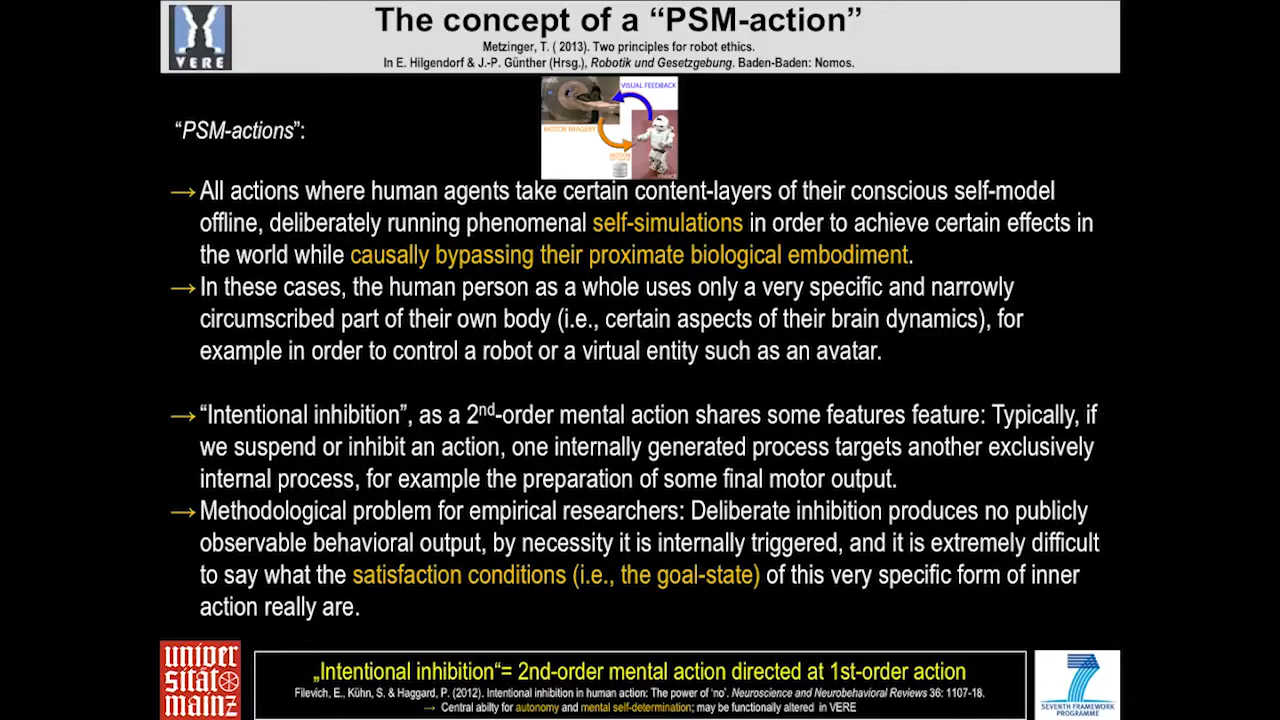 The concept of a “PSM-action”
Metzinger, T. ( 2013). Two principles for robot ethics.
In E. Hilgendorf & J.-P. Günther (Hrsg.), Robotik und Gesetzgebung. Baden-Baden: Nomos.
VERE
VISUAL FEEDBACK
MOTOR IMAGERY
FRANCE
“PSM-actions”:
→ All actions where human agents take certain content-layers of their conscious self-model
offline, deliberately running phenomenal self-simulations in order to achieve certain effects in
the world while causally bypassing their proximate biological embodiment.
→ In these cases, the human person as a whole uses only a very specific and narrowly
circumscribed part of their own body (i.e., certain aspects of their brain dynamics), for
example in order to control a robot or a virtual entity such as an avatar.
→ “Intentional inhibition”, as a 2nd-order mental action shares some features feature: Typically, if
we suspend or inhibit an action, one internally generated process targets another exclusively
internal process, for example the preparation of some final motor output.
→ Methodological problem for empirical researchers: Deliberate inhibition produces no publicly
observable behavioral output, by necessity it is internally triggered, and it is extremely difficult
to say what the satisfaction conditions (i.e., the goal-state) of this very specific form of inner
action really are.
univer
sität
mainz
„Intentional inhibition“= 2nd-order mental action directed at 1st-order action
Filevich, E., Kühn, S. & Haggard, P. (2012). Intentional inhibition in human action: The power of ‘no’. Neuroscience and Neurobehavioral Reviews 36: 1107-18.
→ Central abilty for autonomy and mental self-determination; may be functionally altered in VERE
SEVENTH FRAMEWORK
PROGRAMME